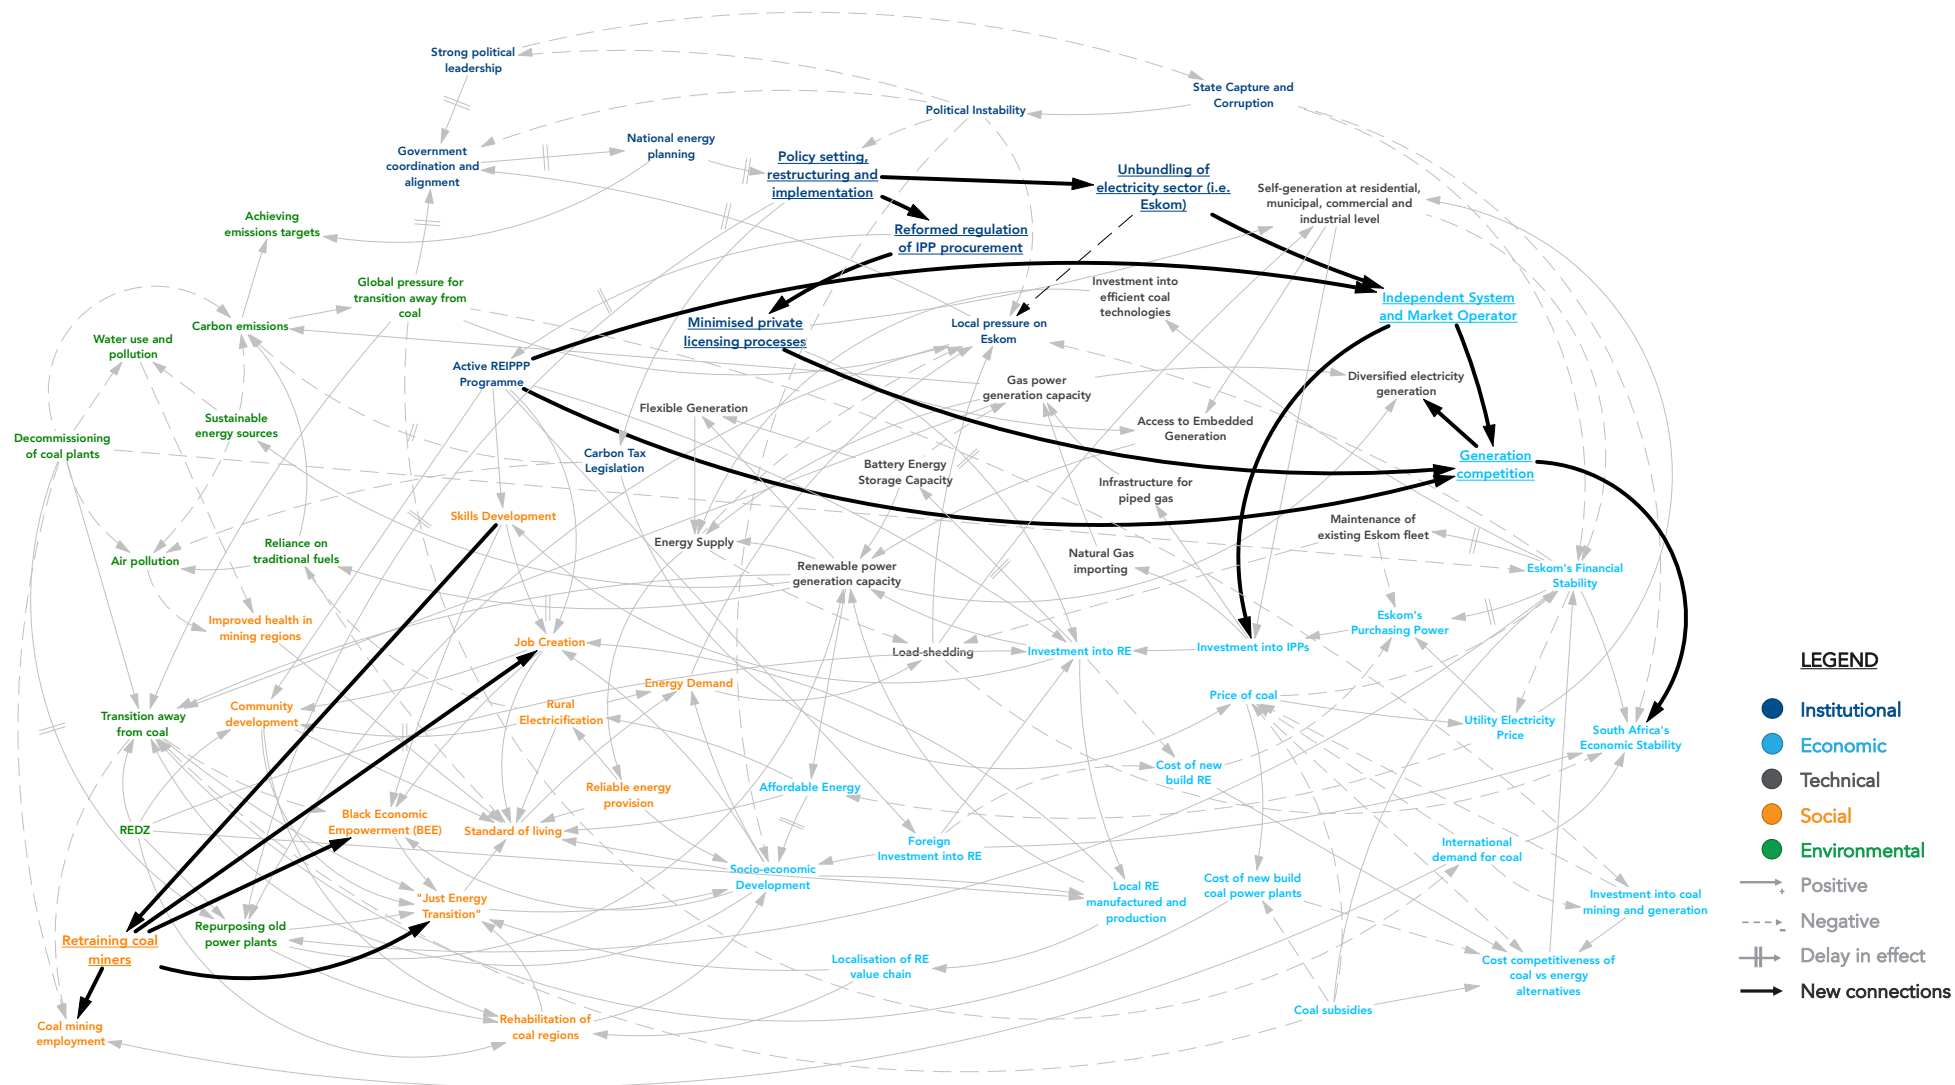 Strong political
leadership
State Capture and
Corruption
Political Instability
National energy
planning
Government
coordination and
alignment
Policy setting,
restructuring and
implementation
Unbundling of
electricity sector (i.e.
Eskom)
Self-generation at residential,
municipal, commercial and
industrial level
Achieving
emissions targets
Reformed regulation
of IPP procurement
Global pressure for
transition away from
coal
Investment into
efficient coal
technologies
Independent System
and Market Operator
Carbon emissions
Water use and
pollution
Minimised private
licensing processes
Local pressure on
Eskom
Active REIPPP
Programme
Gas power
generation capacity
Diversified electricity
generation
Flexible Generation
Access to Embedded
Generation
Sustainable
energy sources
Decommissioning
of coal plants
Carbon Tax
Legislation
Battery Energy
Storage Capacity
Generation
competition
Infrastructure for
piped gas
Skills Development
Maintenance of
existing Eskom fleet
Energy Supply
Reliance on
traditional fuels
Air pollution
Natural Gas
importing
Renewable power
generation capacity
Eskom's Financial
Stability
Improved health in
mining regions
Eskom's
Purchasing Power
Job Creation
Load-shedding
Investment into RE
Investment into IPPs
Energy Demand
Price of coal
Community
development
Rural
Electricification
Transition away
from coal
Utility Electricity
Price
South Africa's
Economic Stability
Cost of new
build RE
Reliable energy
provision
Affordable Energy
REDZ
Black Economic
Empowerment (BEE)
Standard of living
Foreign
Investment into RE
International
demand for coal
Socio-economic
Development
Cost of new build
coal power plants
Local RE
manufactured and
production
Investment into coal
mining and generation
"Just Energy
Transition"
Repurposing old
power plants
Retraining coal
miners
Localisation of RE
value chain
Cost competitiveness of
coal vs energy
alternatives
Coal subsidies
Coal mining
employment
Rehabilitation of
coal regions
LEGEND
Institutional
Economic
Technical
Social
Environmental
+
Positive
-
Negative
Delay in effect
New connections